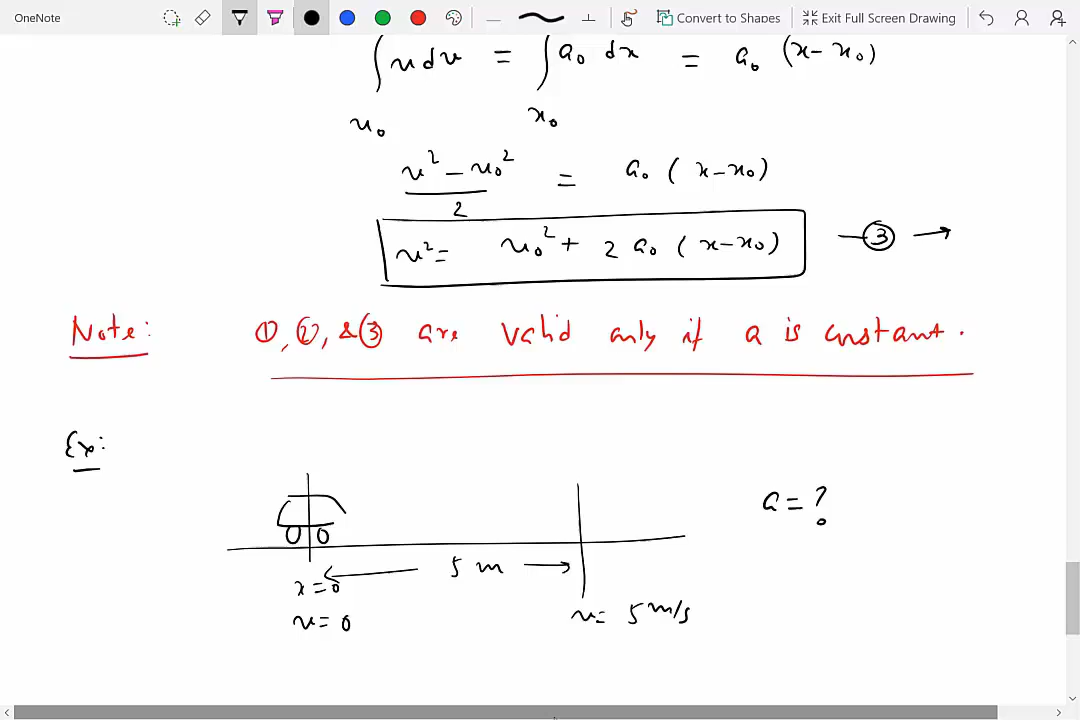 OneNote
Convert to Shapes
Exit Full Screen Drawing
∫ v dv = ∫ a₀ dx = a₀ (x - x₀)
v₀ x₀
v² - v₀² / 2 = a₀ (x - x₀)
v² = v₀² + 2 a₀ (x - x₀) — ③ →
Note: ①, ②, & ③ are valid only if a is constant.
Ex:
a = ?
5 m
x = 0
v = 0
v = 5 m/s